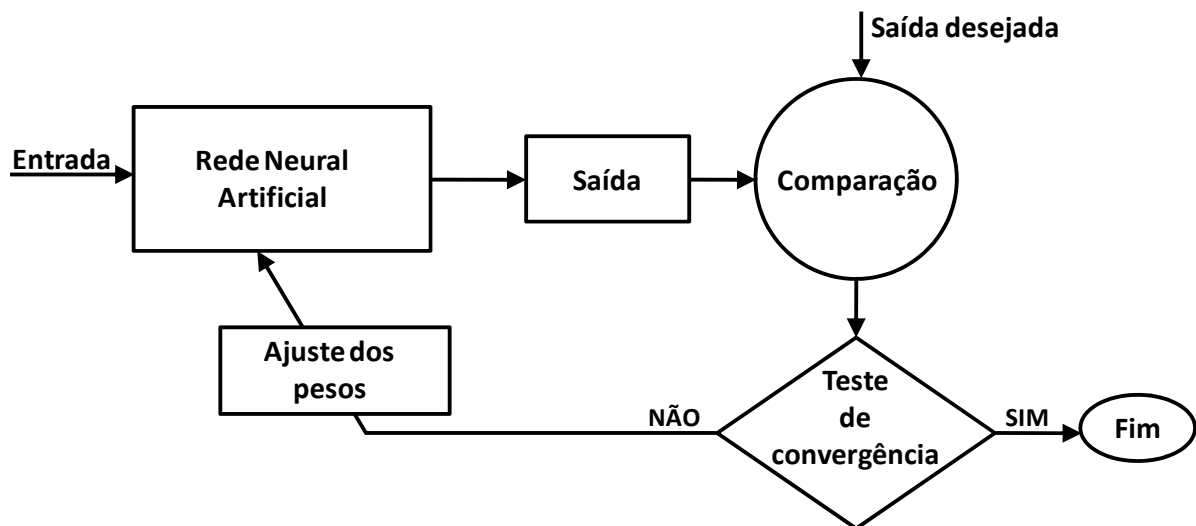 Saída desejada
Entrada
Rede Neural
Artificial
Saída
Comparação
Ajuste dos
pesos
NÃO
Teste
de
convergência
SIM
Fim